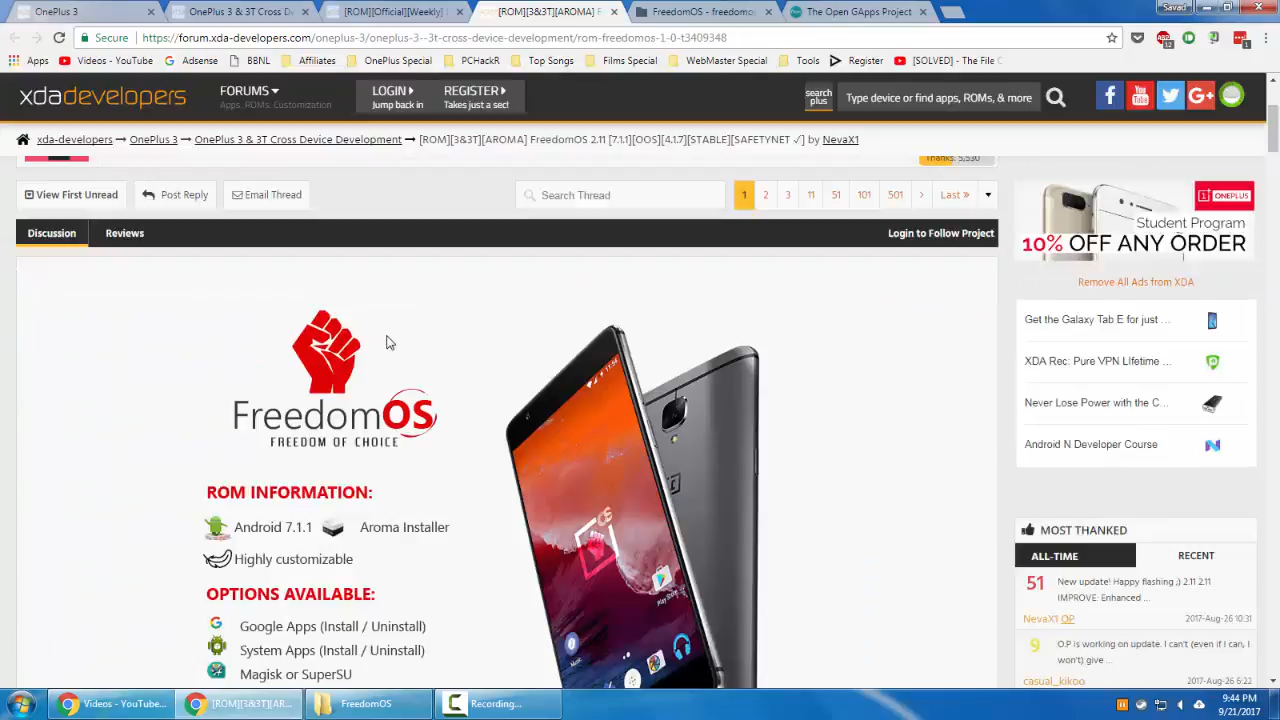 OnePlus 3
OnePlus 3 & 3T Cross De
[ROM][Official][Weekly]
[ROM][3&3T][AROMA] F
FreedomOS - freedomos
The Open GApps Project
Savad
Secure
https://forum.xda-developers.com/oneplus-3/oneplus-3--3t-cross-device-development/rom-freedomos-1-0-t3409348
Apps
Videos - YouTube
Adsense
BBNL
Affiliates
OnePlus Special
PCHackR
Top Songs
Films Special
WebMaster Special
Tools
Register
[SOLVED] - The File C
xdadevelopers
FORUMS
Apps, ROMs, Customization
LOGIN
Jump back in
REGISTER
Takes just a sect
search
plus
Type device or find apps, ROMs, & more
xda-developers → OnePlus 3 → OnePlus 3 & 3T Cross Device Development → [ROM][3&3T][AROMA] FreedomOS 2.11 [7.1.1][OOS][4.1.7][STABLE][SAFETYNET ✓] by NevaX1
Thanks: 5,530
View First Unread
Post Reply
Email Thread
Search Thread
1 2 3 11 51 101 501 > Last »
Discussion
Reviews
Login to Follow Project
FreedomOS
FREEDOM OF CHOICE
ROM INFORMATION:
Android 7.1.1
Aroma Installer
Highly customizable
OPTIONS AVAILABLE:
Google Apps (Install / Uninstall)
System Apps (Install / Uninstall)
Magisk or SuperSU
ONEPLUS
Student Program
10% OFF ANY ORDER
Remove All Ads from XDA
Get the Galaxy Tab E for just ...
XDA Rec: Pure VPN LIfetime ...
Never Lose Power with the C...
Android N Developer Course
MOST THANKED
ALL-TIME
RECENT
51
New update! Happy flashing ;) 2.11 2.11
IMPROVE: Enhanced ...
NevaX1 OP
2017-Aug-26 10:31
9
O.P is working on update. I can't (even if I can, I
won't) give ...
casual_kikoo
2017-Aug-26 6:22
Videos - YouTube...
[ROM][3&3T][AR...
FreedomOS
Recording...
9:44 PM
9/21/2017